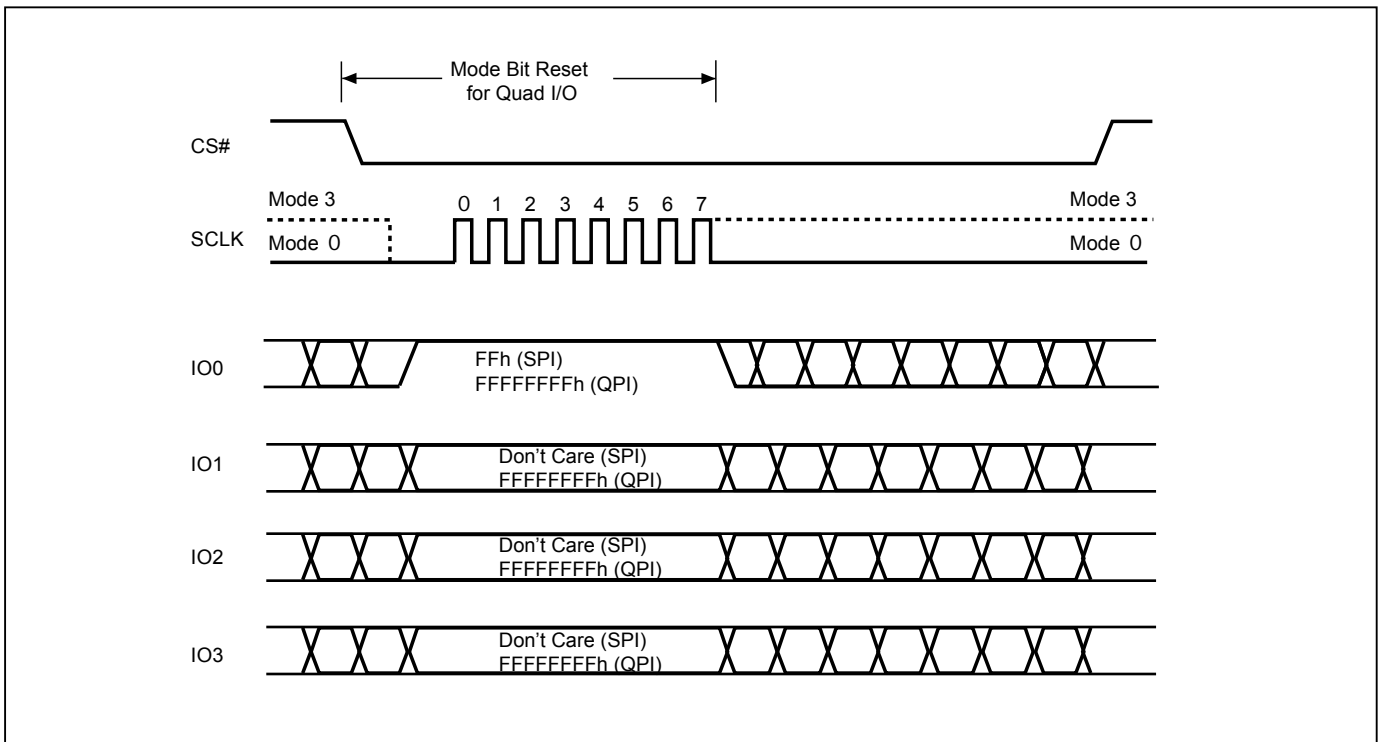 Mode Bit Reset
for Quad I/O
CS#
Mode 3
0 1 2 3 4 5 6 7
Mode 3
SCLK
Mode 0
Mode 0
IO0
FFh (SPI)
FFFFFFFFh (QPI)
IO1
Don't Care (SPI)
FFFFFFFFh (QPI)
IO2
Don't Care (SPI)
FFFFFFFFh (QPI)
IO3
Don't Care (SPI)
FFFFFFFFh (QPI)